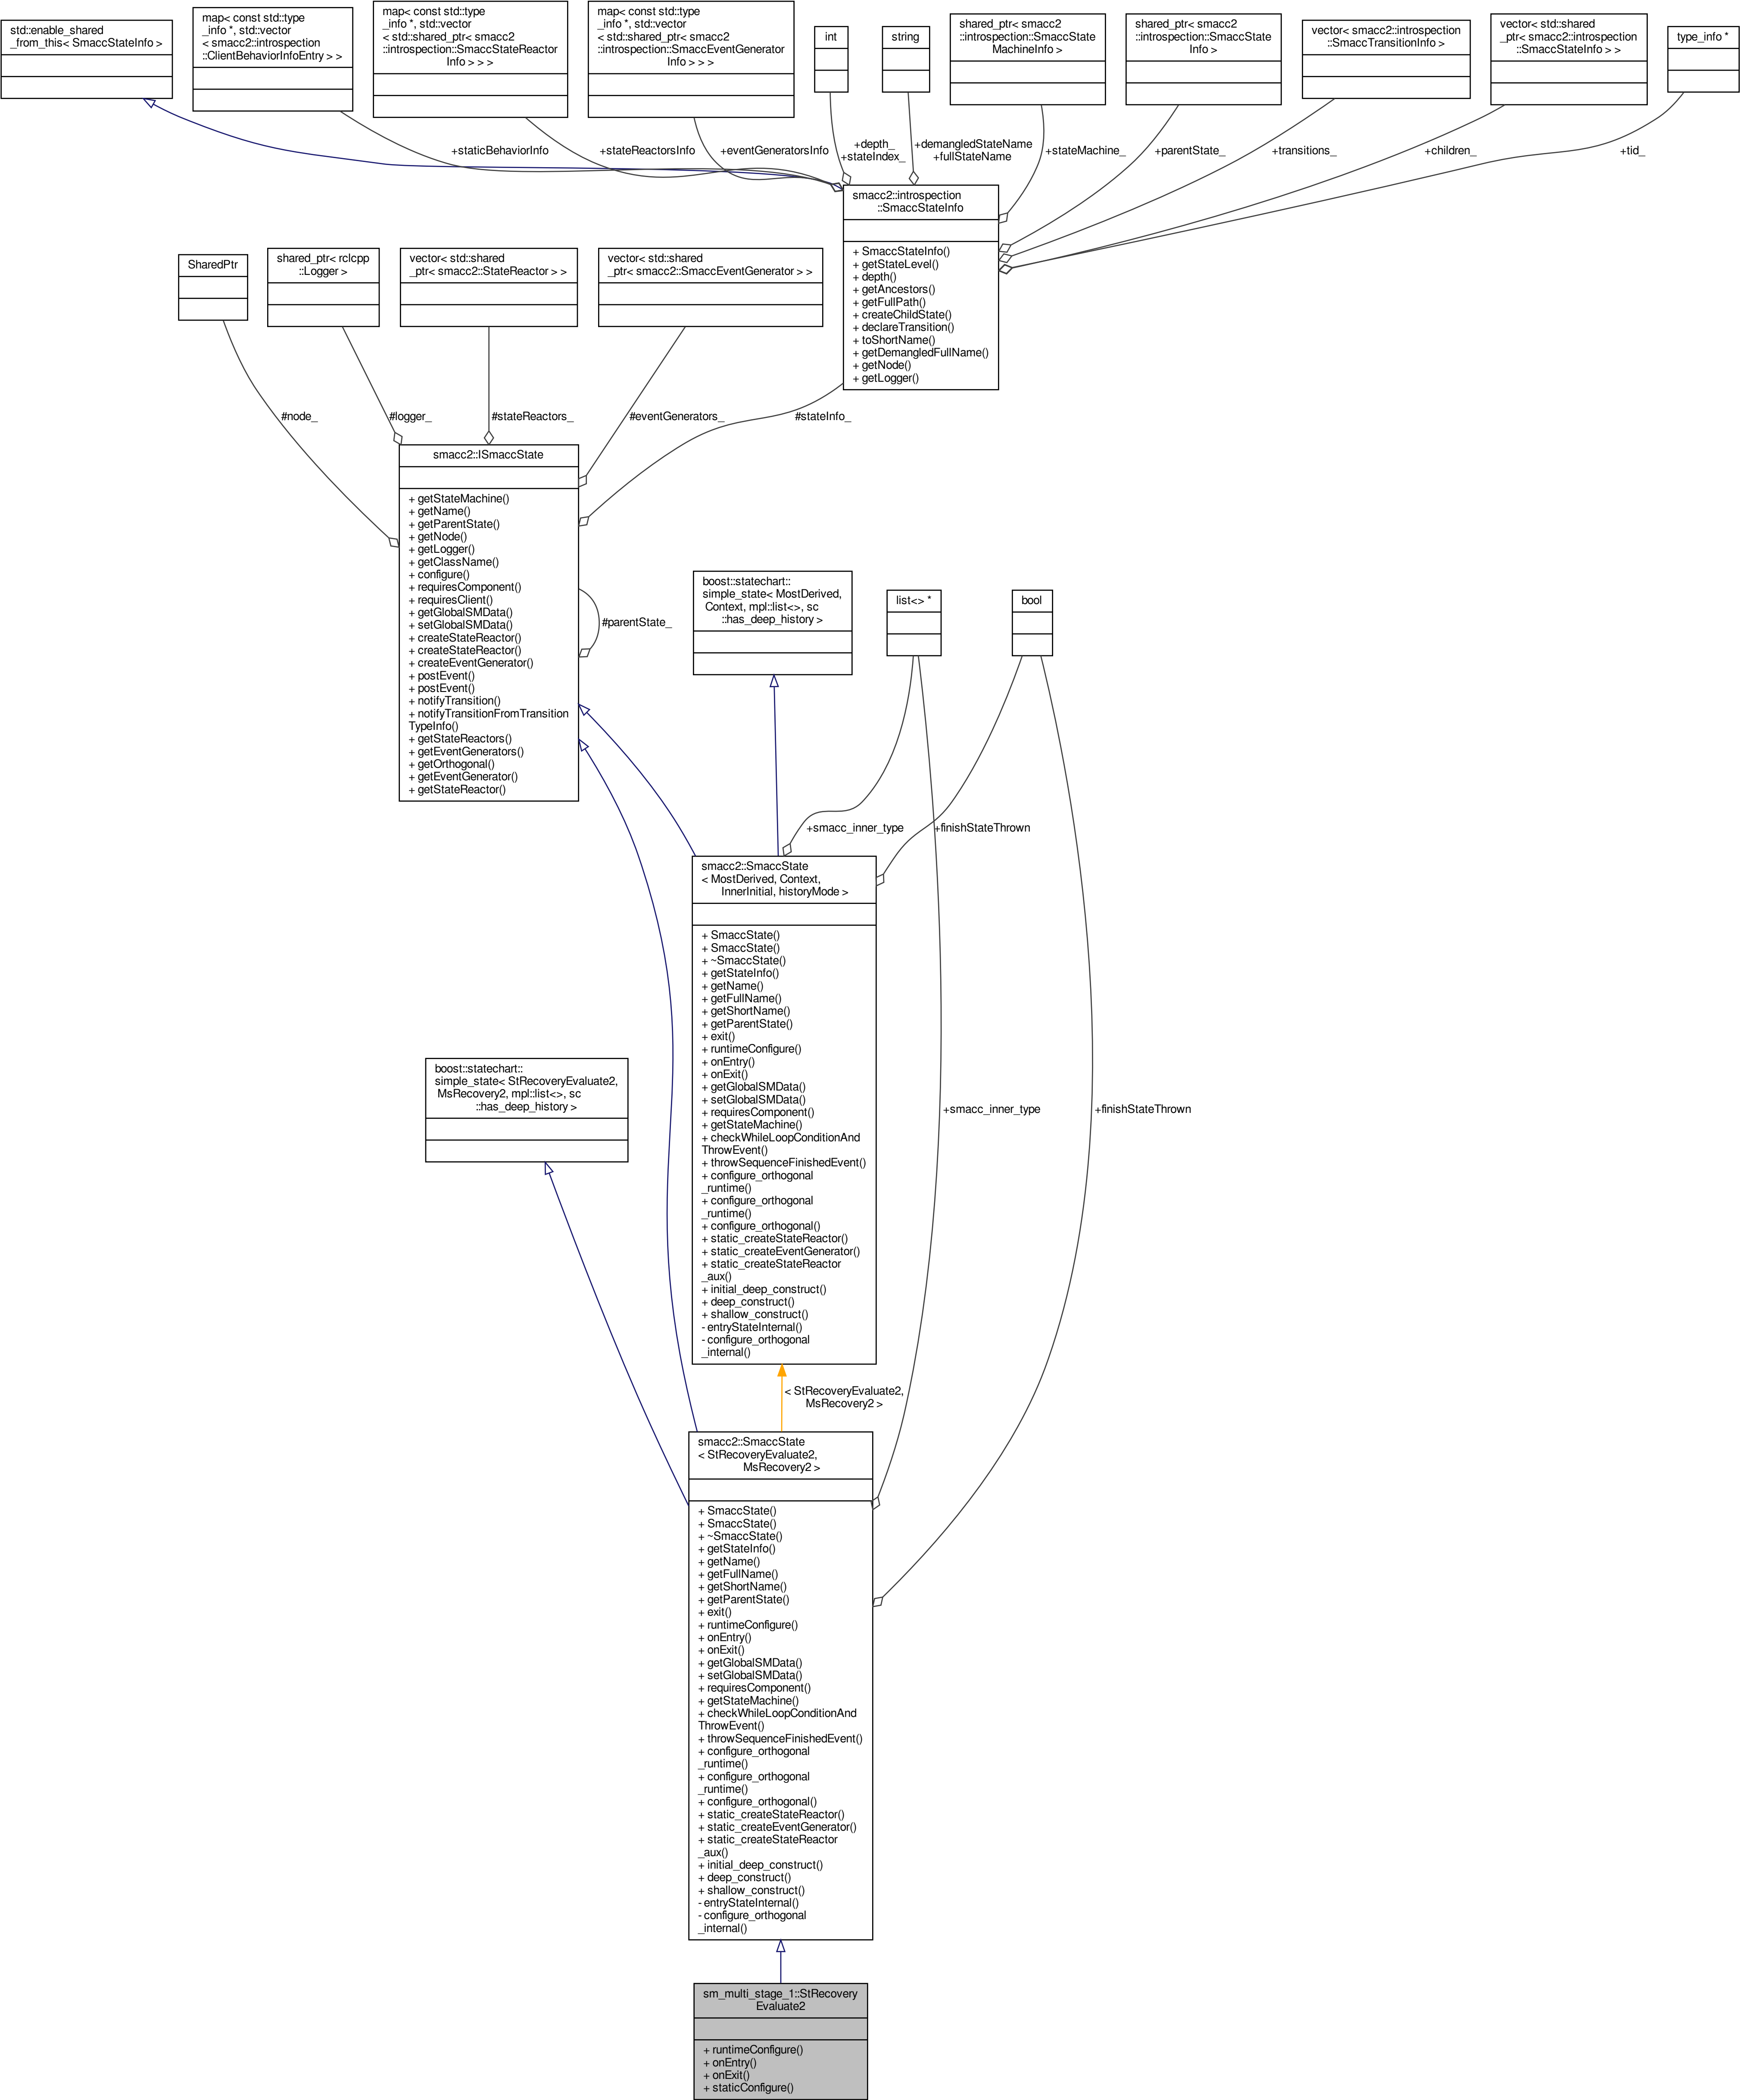 std::enable_shared
_from_this< SmaccStateInfo >
map< const std::type
_info *, std::vector
< smacc2::introspection
::ClientBehaviorInfoEntry > >
map< const std::type
_info *, std::vector
< std::shared_ptr< smacc2
::introspection::SmaccStateReactor
Info > > >
map< const std::type
_info *, std::vector
< std::shared_ptr< smacc2
::introspection::SmaccEventGenerator
Info > > >
int
string
shared_ptr< smacc2
::introspection::SmaccState
MachineInfo >
shared_ptr< smacc2
::introspection::SmaccState
Info >
vector< smacc2::introspection
::SmaccTransitionInfo >
vector< std::shared
_ptr< smacc2::introspection
::SmaccStateInfo > >
type_info *
+staticBehaviorInfo
+stateReactorsInfo
+eventGeneratorsInfo
+depth_
+stateIndex_
+demangledStateName
+fullStateName
+stateMachine_
+parentState_
+transitions_
+children_
+tid_
smacc2::introspection
::SmaccStateInfo
+ SmaccStateInfo()
+ getStateLevel()
+ depth()
+ getAncestors()
+ getFullPath()
+ createChildState()
+ declareTransition()
+ toShortName()
+ getDemangledFullName()
+ getNode()
+ getLogger()
SharedPtr
shared_ptr< rclcpp
::Logger >
vector< std::shared
_ptr< smacc2::StateReactor > >
vector< std::shared
_ptr< smacc2::SmaccEventGenerator > >
#node_
#logger_
#stateReactors_
#eventGenerators_
#stateInfo_
smacc2::ISmaccState
+ getStateMachine()
+ getName()
+ getParentState()
+ getNode()
+ getLogger()
+ getClassName()
+ configure()
+ requiresComponent()
+ requiresClient()
+ getGlobalSMData()
+ setGlobalSMData()
+ createStateReactor()
+ createStateReactor()
+ createEventGenerator()
+ postEvent()
+ postEvent()
+ notifyTransition()
+ notifyTransitionFromTransition
TypeInfo()
+ getStateReactors()
+ getEventGenerators()
+ getOrthogonal()
+ getEventGenerator()
+ getStateReactor()
#parentState_
boost::statechart::
simple_state< MostDerived,
Context, mpl::list<>, sc
::has_deep_history >
list<> *
bool
+smacc_inner_type
+finishStateThrown
smacc2::SmaccState
< MostDerived, Context,
InnerInitial, historyMode >
+ SmaccState()
+ SmaccState()
+ ~SmaccState()
+ getStateInfo()
+ getName()
+ getFullName()
+ getShortName()
+ getParentState()
+ exit()
+ runtimeConfigure()
+ onEntry()
+ onExit()
+ getGlobalSMData()
+ setGlobalSMData()
+ requiresComponent()
+ getStateMachine()
+ checkWhileLoopConditionAnd
ThrowEvent()
+ throwSequenceFinishedEvent()
+ configure_orthogonal
_runtime()
+ configure_orthogonal
_runtime()
+ configure_orthogonal()
+ static_createStateReactor()
+ static_createEventGenerator()
+ static_createStateReactor
_aux()
+ initial_deep_construct()
+ deep_construct()
+ shallow_construct()
- entryStateInternal()
- configure_orthogonal
_internal()
boost::statechart::
simple_state< StRecoveryEvaluate2,
MsRecovery2, mpl::list<>, sc
::has_deep_history >
+smacc_inner_type
+finishStateThrown
< StRecoveryEvaluate2,
MsRecovery2 >
smacc2::SmaccState
< StRecoveryEvaluate2,
MsRecovery2 >
+ SmaccState()
+ SmaccState()
+ ~SmaccState()
+ getStateInfo()
+ getName()
+ getFullName()
+ getShortName()
+ getParentState()
+ exit()
+ runtimeConfigure()
+ onEntry()
+ onExit()
+ getGlobalSMData()
+ setGlobalSMData()
+ requiresComponent()
+ getStateMachine()
+ checkWhileLoopConditionAnd
ThrowEvent()
+ throwSequenceFinishedEvent()
+ configure_orthogonal
_runtime()
+ configure_orthogonal
_runtime()
+ configure_orthogonal()
+ static_createStateReactor()
+ static_createEventGenerator()
+ static_createStateReactor
_aux()
+ initial_deep_construct()
+ deep_construct()
+ shallow_construct()
- entryStateInternal()
- configure_orthogonal
_internal()
sm_multi_stage_1::StRecovery
Evaluate2
+ runtimeConfigure()
+ onEntry()
+ onExit()
+ staticConfigure()